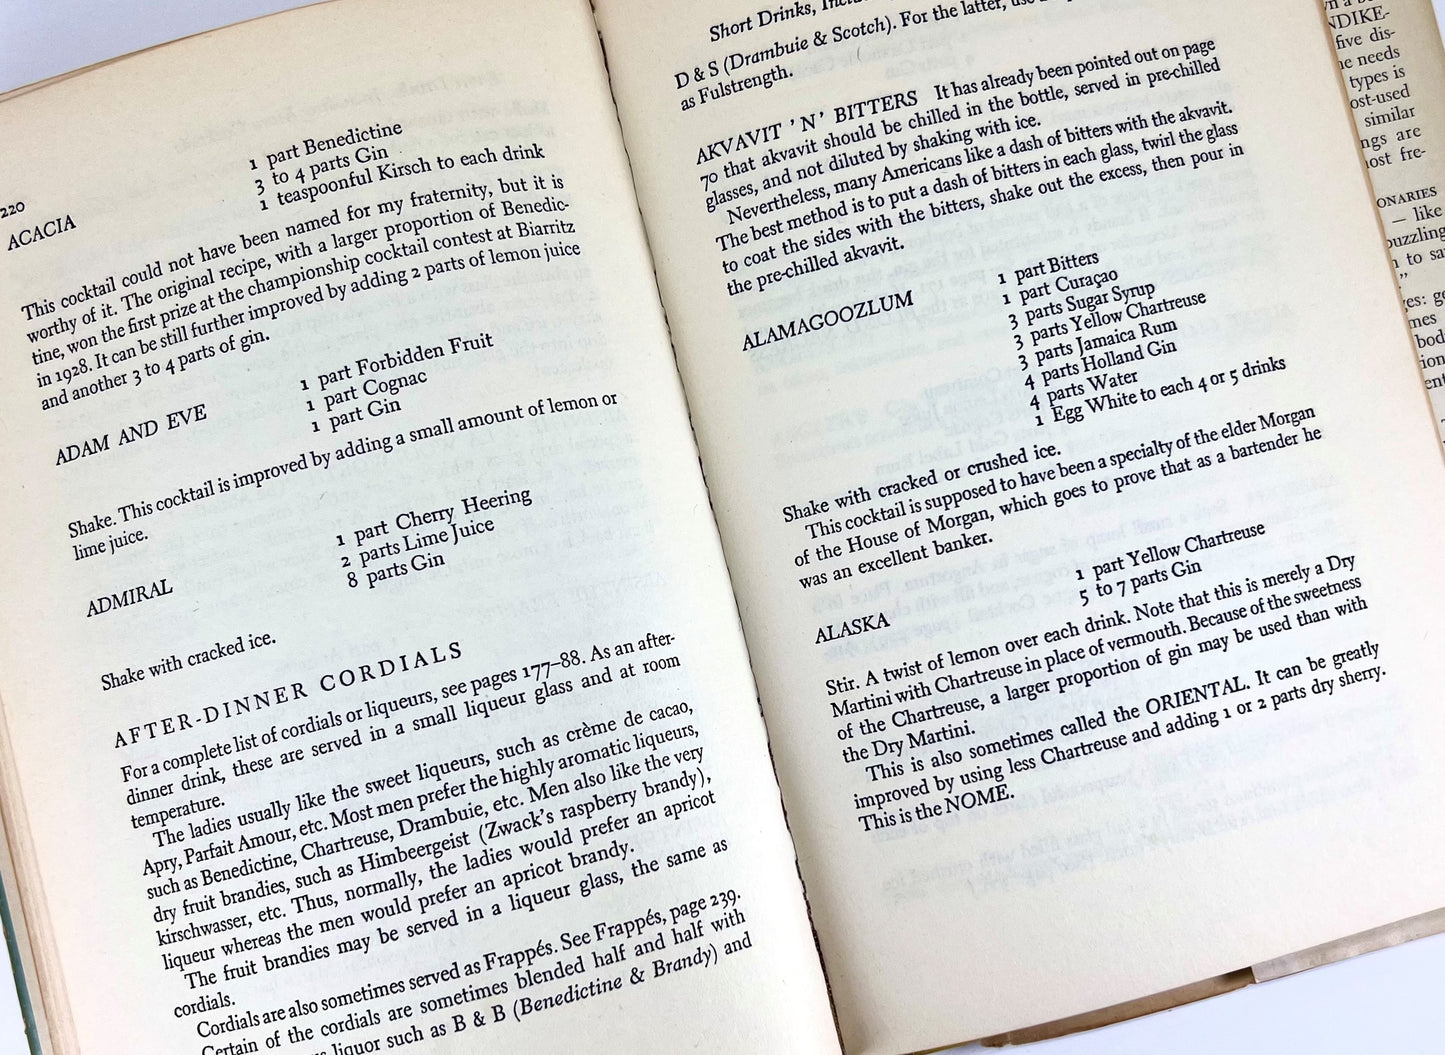 220
ACACIA
1 part Benedictine
3 to 4 parts Gin
1 teaspoonful Kirsch to each drink
This cocktail could not have been named for my fraternity, but it is
worthy of it. The original recipe, with a larger proportion of Benedic-
tine, won the first prize at the championship cocktail contest at Biarritz
in 1928. It can be still further improved by adding 2 parts of lemon juice
and another 3 to 4 parts of gin.
ADAM AND EVE
1 part Forbidden Fruit
1 part Cognac
1 part Gin
Shake. This cocktail is improved by adding a small amount of lemon or
lime juice.
ADMIRAL
1 part Cherry Heering
2 parts Lime Juice
8 parts Gin
Shake with cracked ice.
AFTER-DINNER CORDIALS
For a complete list of cordials or liqueurs, see pages 177–88. As an after-
dinner drink, these are served in a small liqueur glass and at room
temperature.
The ladies usually like the sweet liqueurs, such as crème de cacao,
Apry, Parfait Amour, etc. Most men prefer the highly aromatic liqueurs,
such as Benedictine, Chartreuse, Drambuie, etc. Men also like the very
dry fruit brandies, such as Himbeergeist (Zwack's raspberry brandy),
kirschwasser, etc. Thus, normally, the ladies would prefer an apricot
liqueur whereas the men would prefer an apricot brandy.
The fruit brandies may be served in a liqueur glass, the same as
cordials.
Cordials are also sometimes served as Frappés. See Frappés, page 239.
Certain of the cordials are sometimes blended half and half with
liquor such as B & B (Benedictine & Brandy) and
Short Drinks,
D & S (Drambuie & Scotch). For the latter,
as Fulstrength.
AKVAVIT 'N' BITTERS It has already been pointed out on page
70 that akvavit should be chilled in the bottle, served in pre-chilled
glasses, and not diluted by shaking with ice.
Nevertheless, many Americans like a dash of bitters with the akvavit.
The best method is to put a dash of bitters in each glass, twirl the glass
to coat the sides with the bitters, shake out the excess, then pour in
the pre-chilled akvavit.
ALAMAGOOZLUM
1 part Bitters
1 part Curaçao
3 parts Sugar Syrup
3 parts Yellow Chartreuse
3 parts Jamaica Rum
4 parts Holland Gin
4 parts Water
1 Egg White to each 4 or 5 drinks
Shake with cracked or crushed ice.
This cocktail is supposed to have been a specialty of the elder Morgan
of the House of Morgan, which goes to prove that as a bartender he
was an excellent banker.
ALASKA
1 part Yellow Chartreuse
5 to 7 parts Gin
Stir. A twist of lemon over each drink. Note that this is merely a Dry
Martini with Chartreuse in place of vermouth. Because of the sweetness
of the Chartreuse, a larger proportion of gin may be used than with
the Dry Martini.
This is also sometimes called the ORIENTAL. It can be greatly
improved by using less Chartreuse and adding 1 or 2 parts dry sherry.
This is the NOME.
NDIKE-
five dis-
needs
types is
ost-used
similar
ngs are
ost fre-
ONARIES
— like
puzzling
to sa
"
es: ge
mes
bod
ion
ent